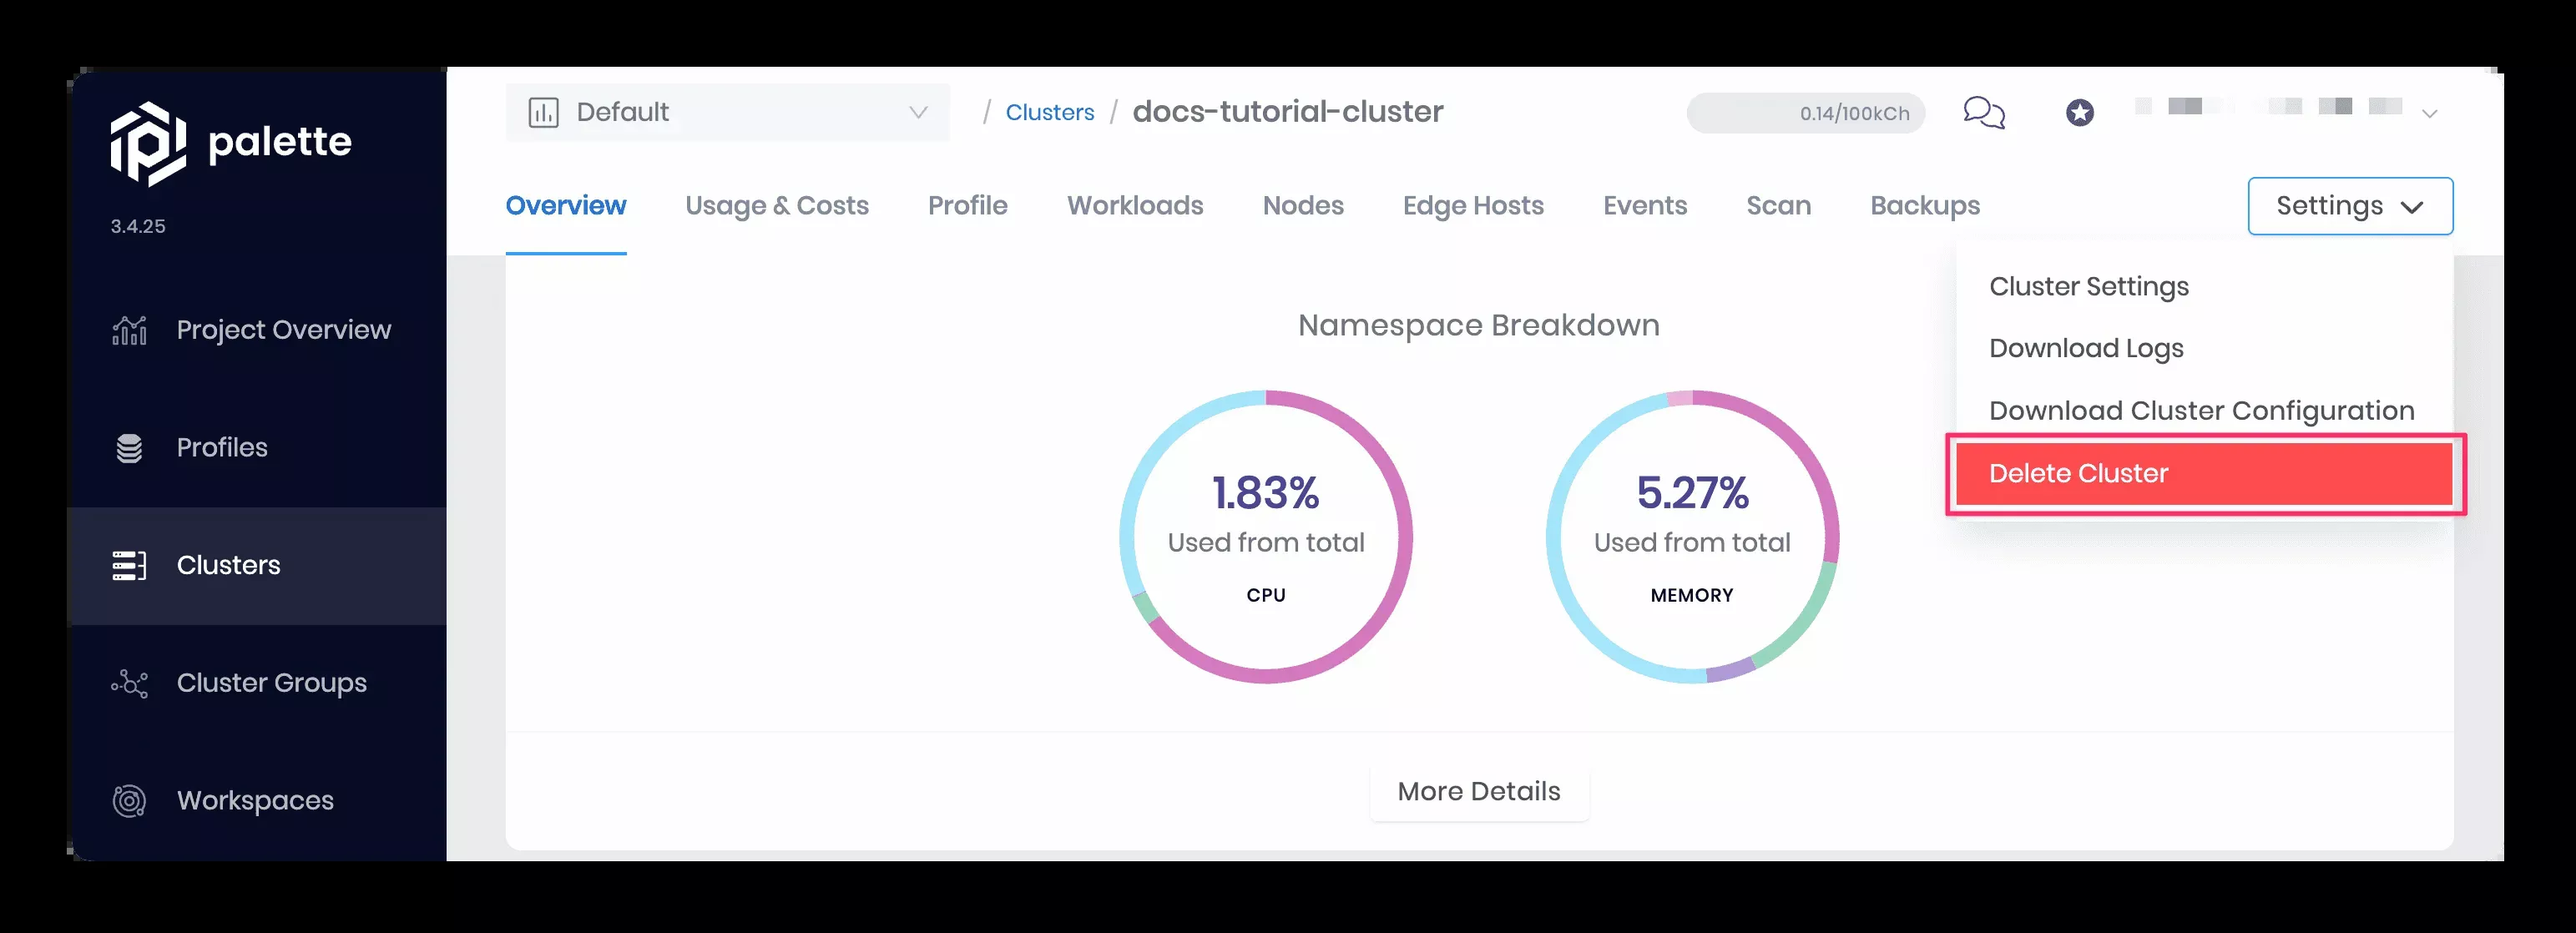 palette
3.4.25
Project Overview
Profiles
Clusters
Cluster Groups
Workspaces
Default
/ Clusters / docs-tutorial-cluster
0.14/100kCh
Overview
Usage & Costs
Profile
Workloads
Nodes
Edge Hosts
Events
Scan
Backups
Settings
Cluster Settings
Download Logs
Download Cluster Configuration
Delete Cluster
Namespace Breakdown
1.83%
Used from total
CPU
5.27%
Used from total
MEMORY
More Details